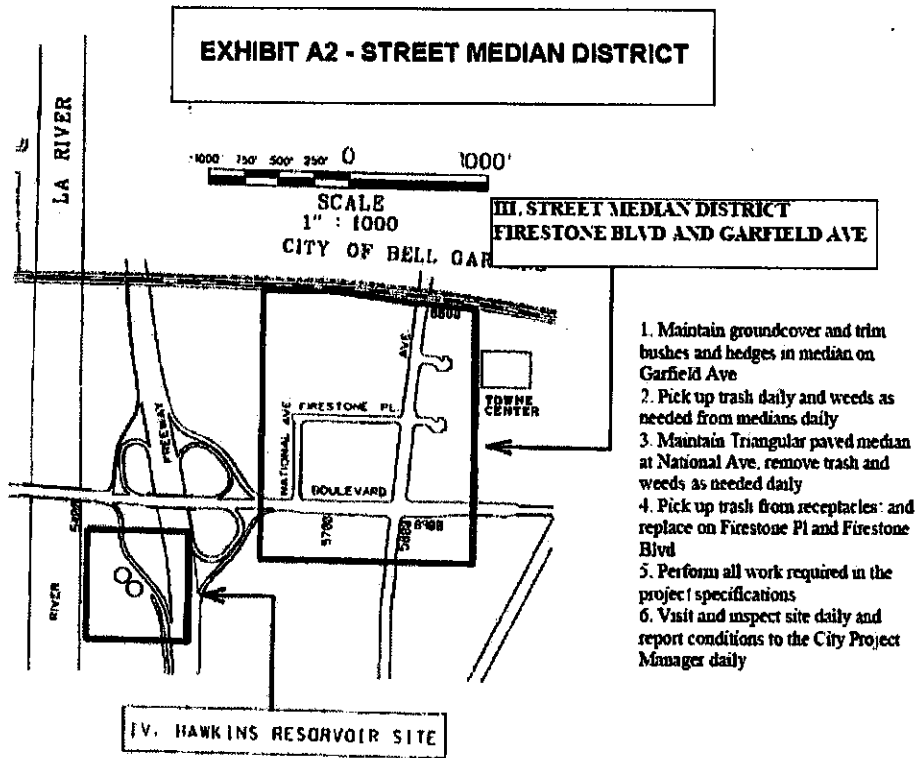 EXHIBIT A2 - STREET MEDIAN DISTRICT
LA RIVER
1000' 750' 500' 250' 0 1000'
SCALE
1" : 1000
CITY OF BELL GAR
III. STREET MEDIAN DISTRICT
FIRESTONE BLVD AND GARFIELD AVE
8800
AVE
TOWNE
CENTER
FIRESTONE PL
NATIONAL AVE
FREEWAY
BOULEVARD
5700
5800
RIVER
1. Maintain groundcover and trim
bushes and hedges in median on
Garfield Ave
2. Pick up trash daily and weeds as
needed from medians daily
3. Maintain Triangular paved median
at National Ave, remove trash and
weeds as needed daily
4. Pick up trash from receptacles and
replace on Firestone Pl and Firestone
Blvd
5. Perform all work required in the
project specifications
6. Visit and inspect site daily and
report conditions to the City Project
Manager daily
IV. HAWKINS RESORVOIR SITE